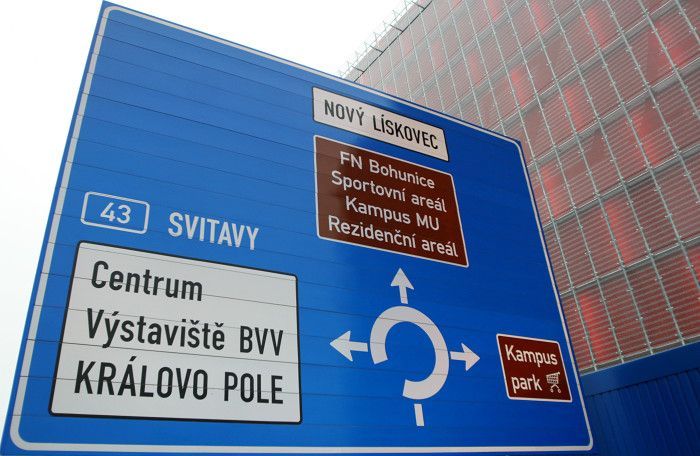 NOVÝ LÍSKOVEC
FN Bohunice
Sportovní areál
Kampus MU
Rezidenční areál
43 SVITAVY
Centrum
Výstaviště BVV
KRÁLOVO POLE
Kampus
park